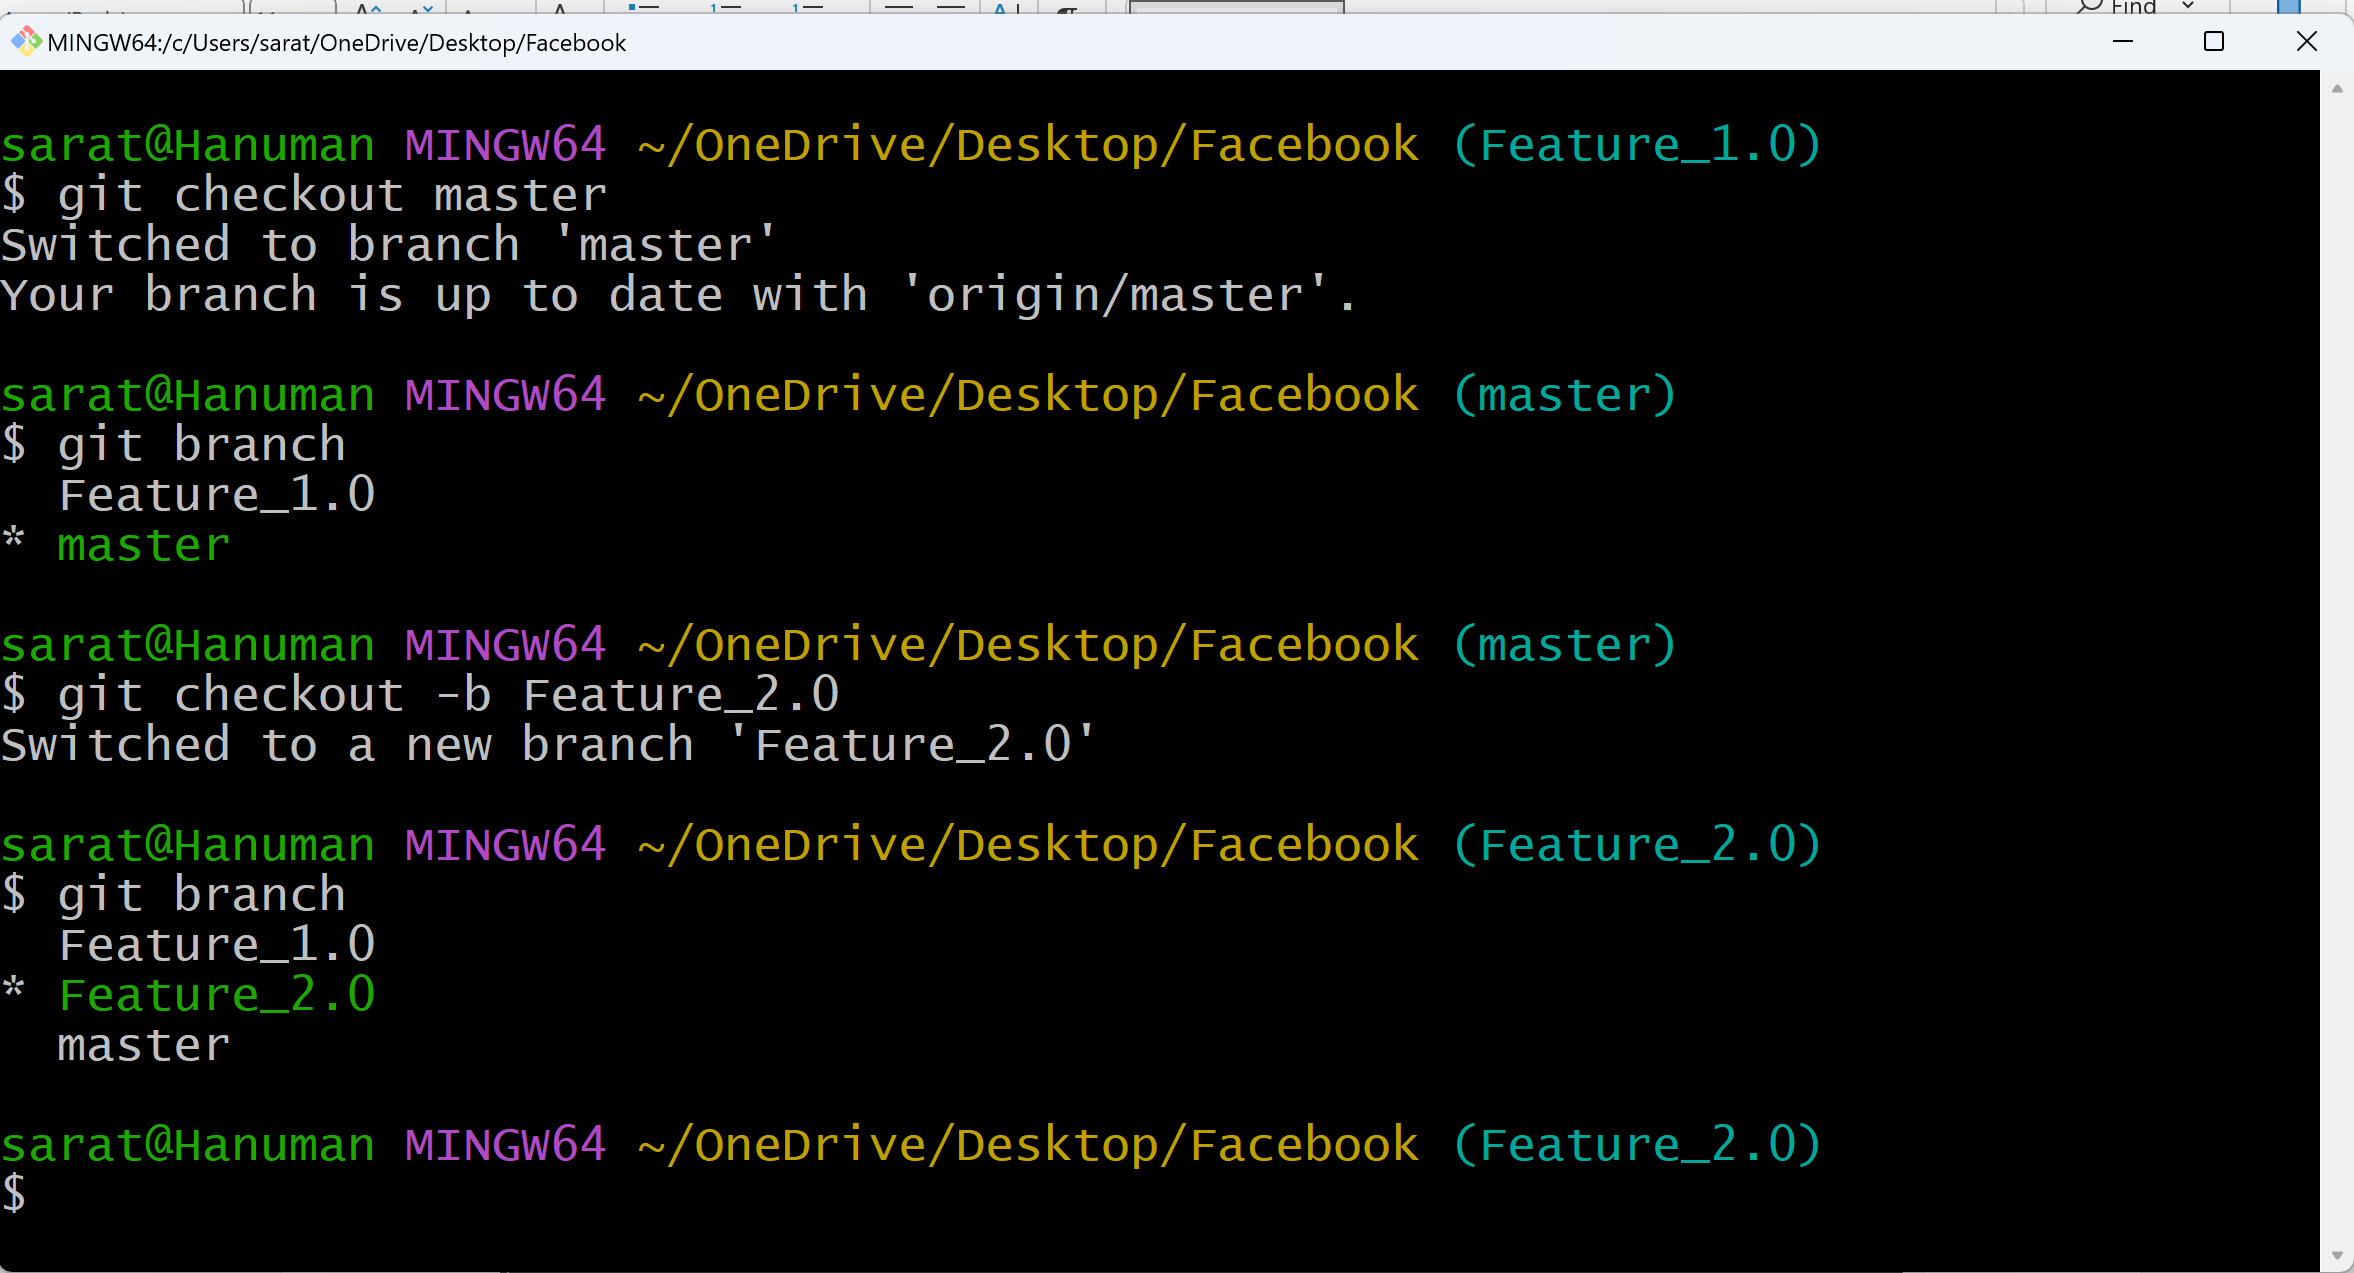 Find
MINGW64:/c/Users/sarat/OneDrive/Desktop/Facebook
sarat@Hanuman MINGW64 ~/OneDrive/Desktop/Facebook (Feature_1.0)
$ git checkout master
Switched to branch 'master'
Your branch is up to date with 'origin/master'.
sarat@Hanuman MINGW64 ~/OneDrive/Desktop/Facebook (master)
$ git branch
  Feature_1.0
* master
sarat@Hanuman MINGW64 ~/OneDrive/Desktop/Facebook (master)
$ git checkout -b Feature_2.0
Switched to a new branch 'Feature_2.0'
sarat@Hanuman MINGW64 ~/OneDrive/Desktop/Facebook (Feature_2.0)
$ git branch
  Feature_1.0
* Feature_2.0
  master
sarat@Hanuman MINGW64 ~/OneDrive/Desktop/Facebook (Feature_2.0)
$